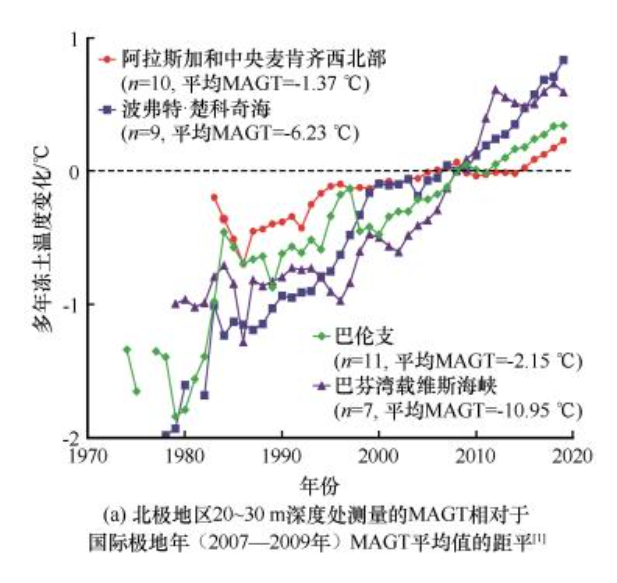 1
阿拉斯加和中央麦肯齐西北部
(n=10, 平均MAGT=-1.37 ℃)
波弗特·楚科奇海
(n=9, 平均MAGT=-6.23 ℃)
多年冻土温度变化/℃
0
-1
巴伦支
(n=11, 平均MAGT=-2.15 ℃)
巴芬湾载维斯海峡
(n=7, 平均MAGT=-10.95 ℃)
-2
1970 1980 1990 2000 2010 2020
年份
(a) 北极地区20~30 m深度处测量的MAGT相对于
国际极地年（2007—2009年）MAGT平均值的距平[1]